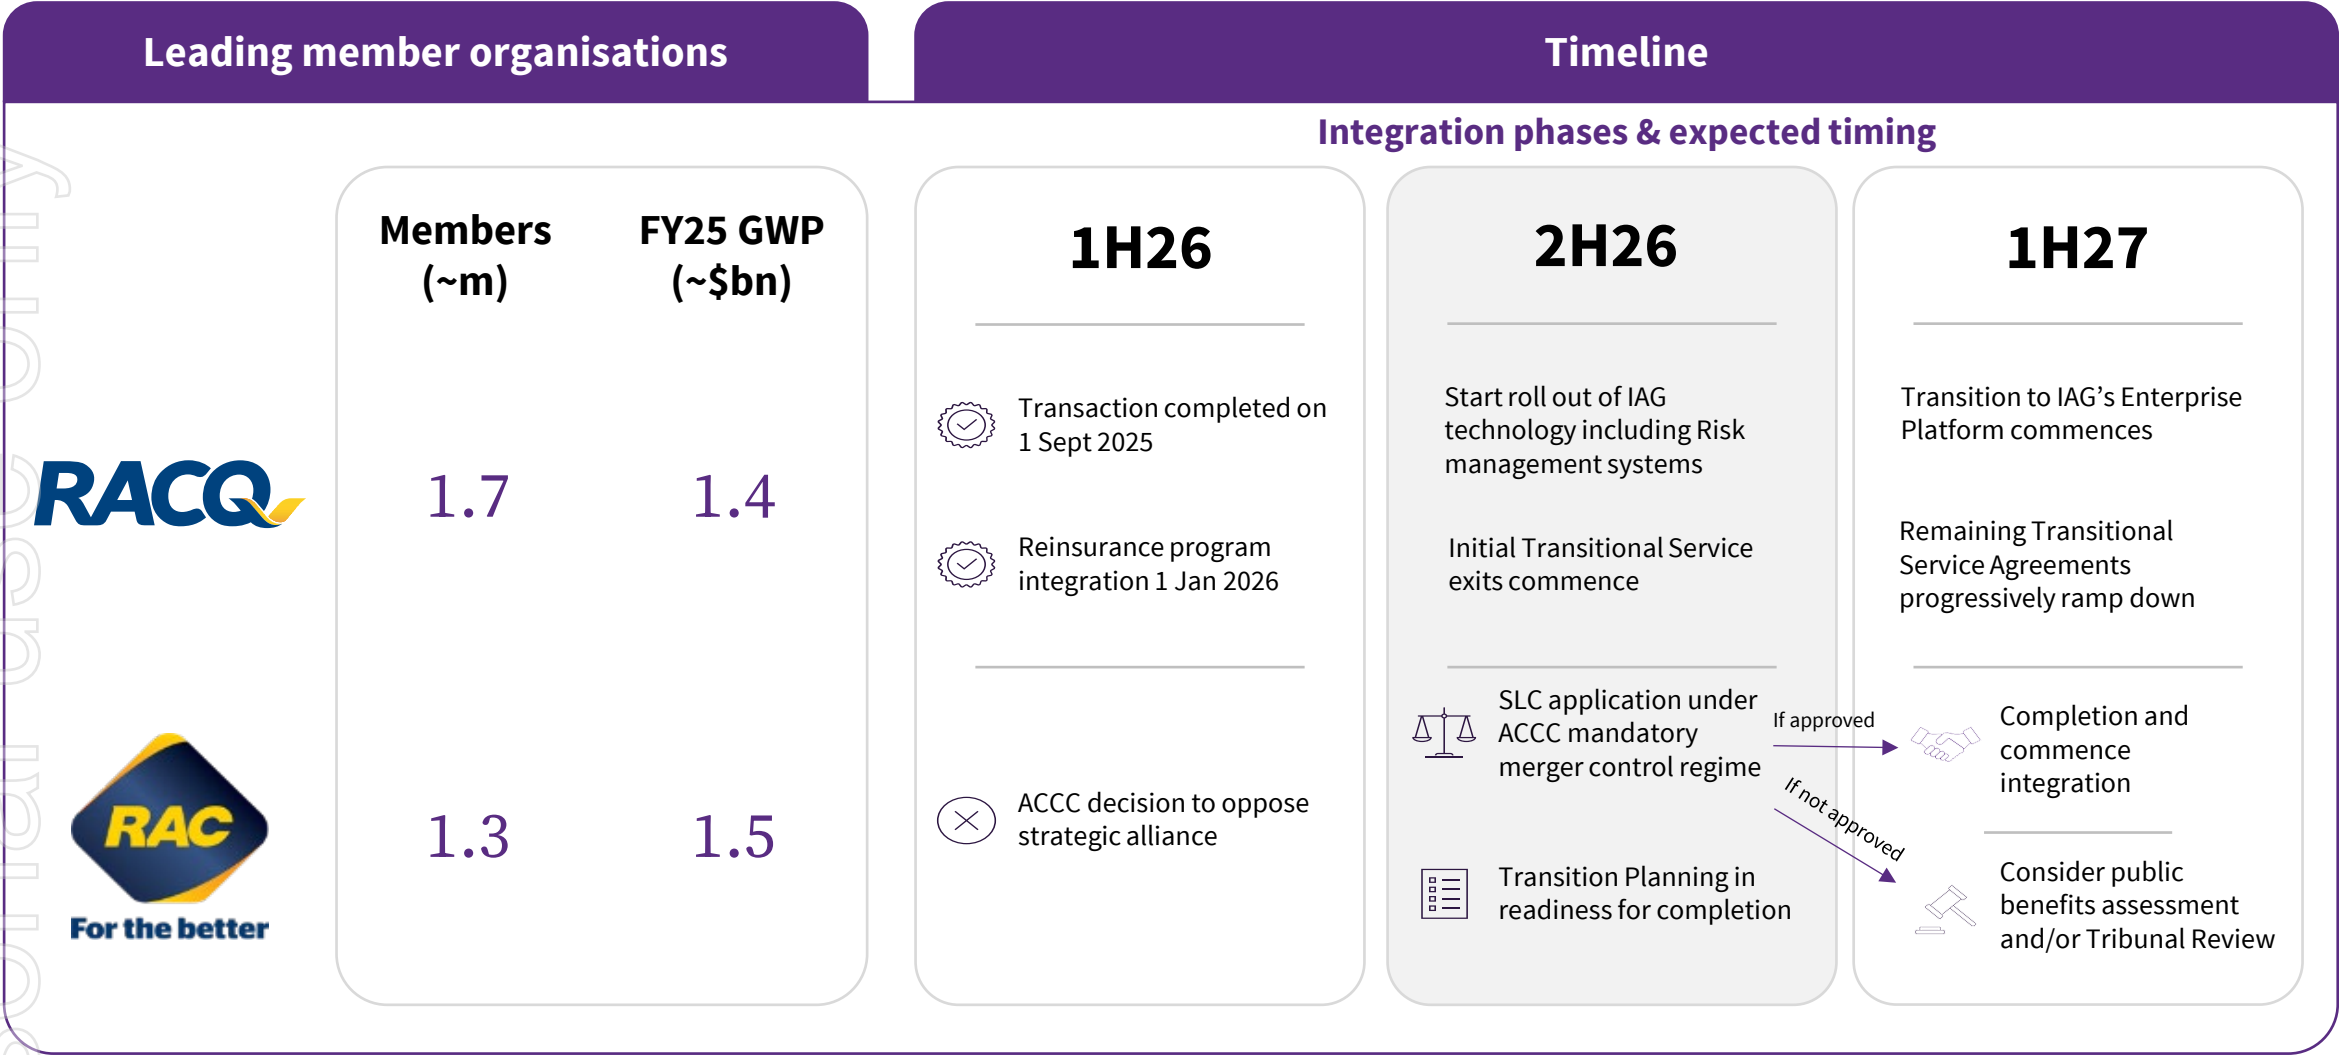 Leading member organisations
Timeline
Integration phases & expected timing
Members
(~m)
FY25 GWP
(~$bn)
1H26
2H26
1H27
RACQ
1.7
1.4
Transaction completed on
1 Sept 2025
Reinsurance program
integration 1 Jan 2026
Start roll out of IAG
technology including Risk
management systems
Initial Transitional Service
exits commence
Transition to IAG’s Enterprise
Platform commences
Remaining Transitional
Service Agreements
progressively ramp down
RAC
For the better
1.3
1.5
ACCC decision to oppose
strategic alliance
SLC application under
ACCC mandatory
merger control regime
Transition Planning in
readiness for completion
If approved
If not approved
Completion and
commence
integration
Consider public
benefits assessment
and/or Tribunal Review